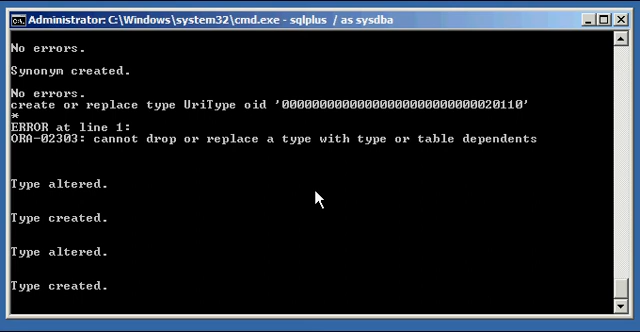 Administrator: C:\Windows\system32\cmd.exe - sqlplus / as sysdba
No errors.
Synonym created.
No errors.
create or replace type UriType oid '00000000000000000000000000020110'
*
ERROR at line 1:
ORA-02303: cannot drop or replace a type with type or table dependents
Type altered.
Type created.
Type altered.
Type created.